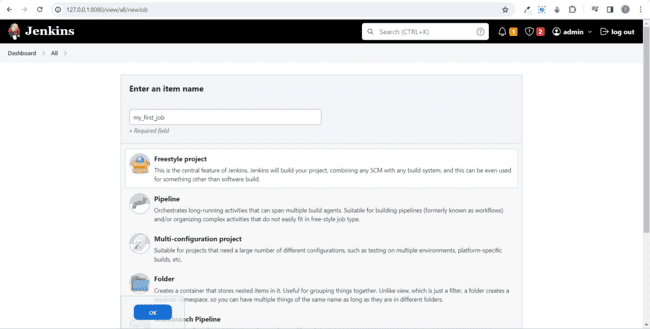 127.0.0.1:8080/view/all/newJob
Jenkins
Search (CTRL+K)
?
1
2
admin
log out
Dashboard
All
Enter an item name
my_first_job
» Required field
Freestyle project
This is the central feature of Jenkins. Jenkins will build your project, combining any SCM with any build system, and this can be even used
for something other than software build.
Pipeline
Orchestrates long-running activities that can span multiple build agents. Suitable for building pipelines (formerly known as workflows)
and/or organizing complex activities that do not easily fit in free-style job type.
Multi-configuration project
Suitable for projects that need a large number of different configurations, such as testing on multiple environments, platform-specific
builds, etc.
Folder
Creates a container that stores nested items in it. Useful for grouping things together. Unlike view, which is just a filter, a folder creates a
separate namespace, so you can have multiple things of the same name as long as they are in different folders.
OK
Pipeline